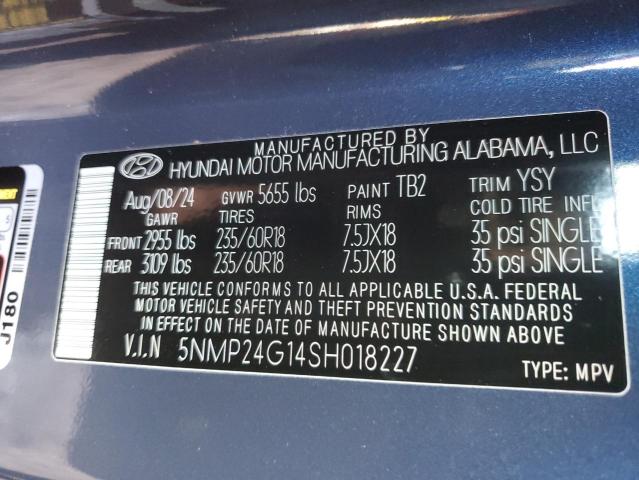 MANUFACTURED BY
HYUNDAI MOTOR MANUFACTURING ALABAMA, LLC
Aug/08/24 GVWR 5655 lbs PAINT TB2 TRIM YSY
GAWR TIRES RIMS COLD TIRE INFL
FRONT 2955 lbs 235/60R18 7.5JX18 35 psi SINGLE
REAR 3109 lbs 235/60R18 7.5JX18 35 psi SINGLE
THIS VEHICLE CONFORMS TO ALL APPLICABLE U.S.A. FEDERAL
MOTOR VEHICLE SAFETY AND THEFT PREVENTION STANDARDS
IN EFFECT ON THE DATE OF MANUFACTURE SHOWN ABOVE
V.I.N 5NMP24G14SH018227
TYPE: MPV
J180